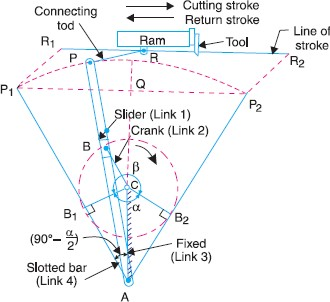 Connecting
tod
Cutting stroke
Return stroke
Ram
Tool
Line of
stroke
R1
R
R2
P
P1
Q
P2
Slider (Link 1)
Crank (Link 2)
B
β
C
B1
α
B2
(90° – α/2)
Fixed
(Link 3)
Slotted bar
(Link 4)
A